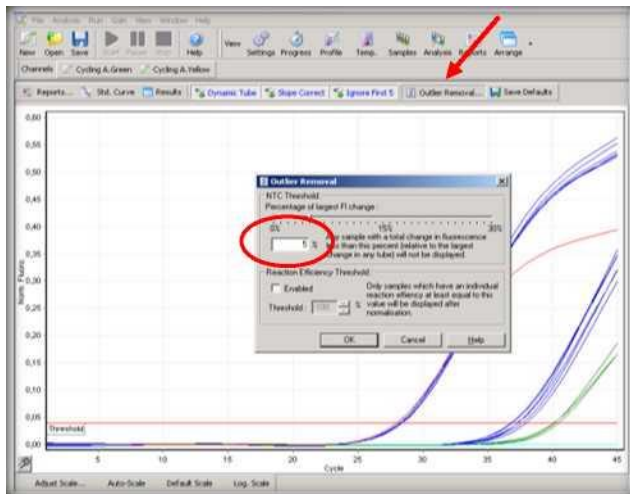 File Analysis Run Gain View Window Help
New Open Save Start Pause Stop Help View Settings Progress Profile Temp. Samples Analysis Reports Arrange
Channels Cycling A.Green Cycling A.Yellow
Reports... Std. Curve Results Dynamic Tube Slope Correct Ignore First 5 Outlier Removal... Save Defaults
Outlier Removal
NTC Threshold
Percentage of largest Fl change:
0% 15% 30%
5 %
Any sample with a total change in fluorescence
less than this percent (relative to the largest
change in any tube) will not be displayed.
Reaction Efficiency Threshold
Enabled
Threshold: %
Only samples which have an individual
reaction effiency at least equal to this
value will be displayed after
normalisation.
OK Cancel Help
Norm. Fluoro.
0,60
0,55
0,50
0,45
0,40
0,35
0,30
0,25
0,20
0,15
0,10
0,05
0,00
Threshold
5 10 15 20 25 30 35 40 45
Cycle
Adjust Scale... Auto-Scale Default Scale Log. Scale